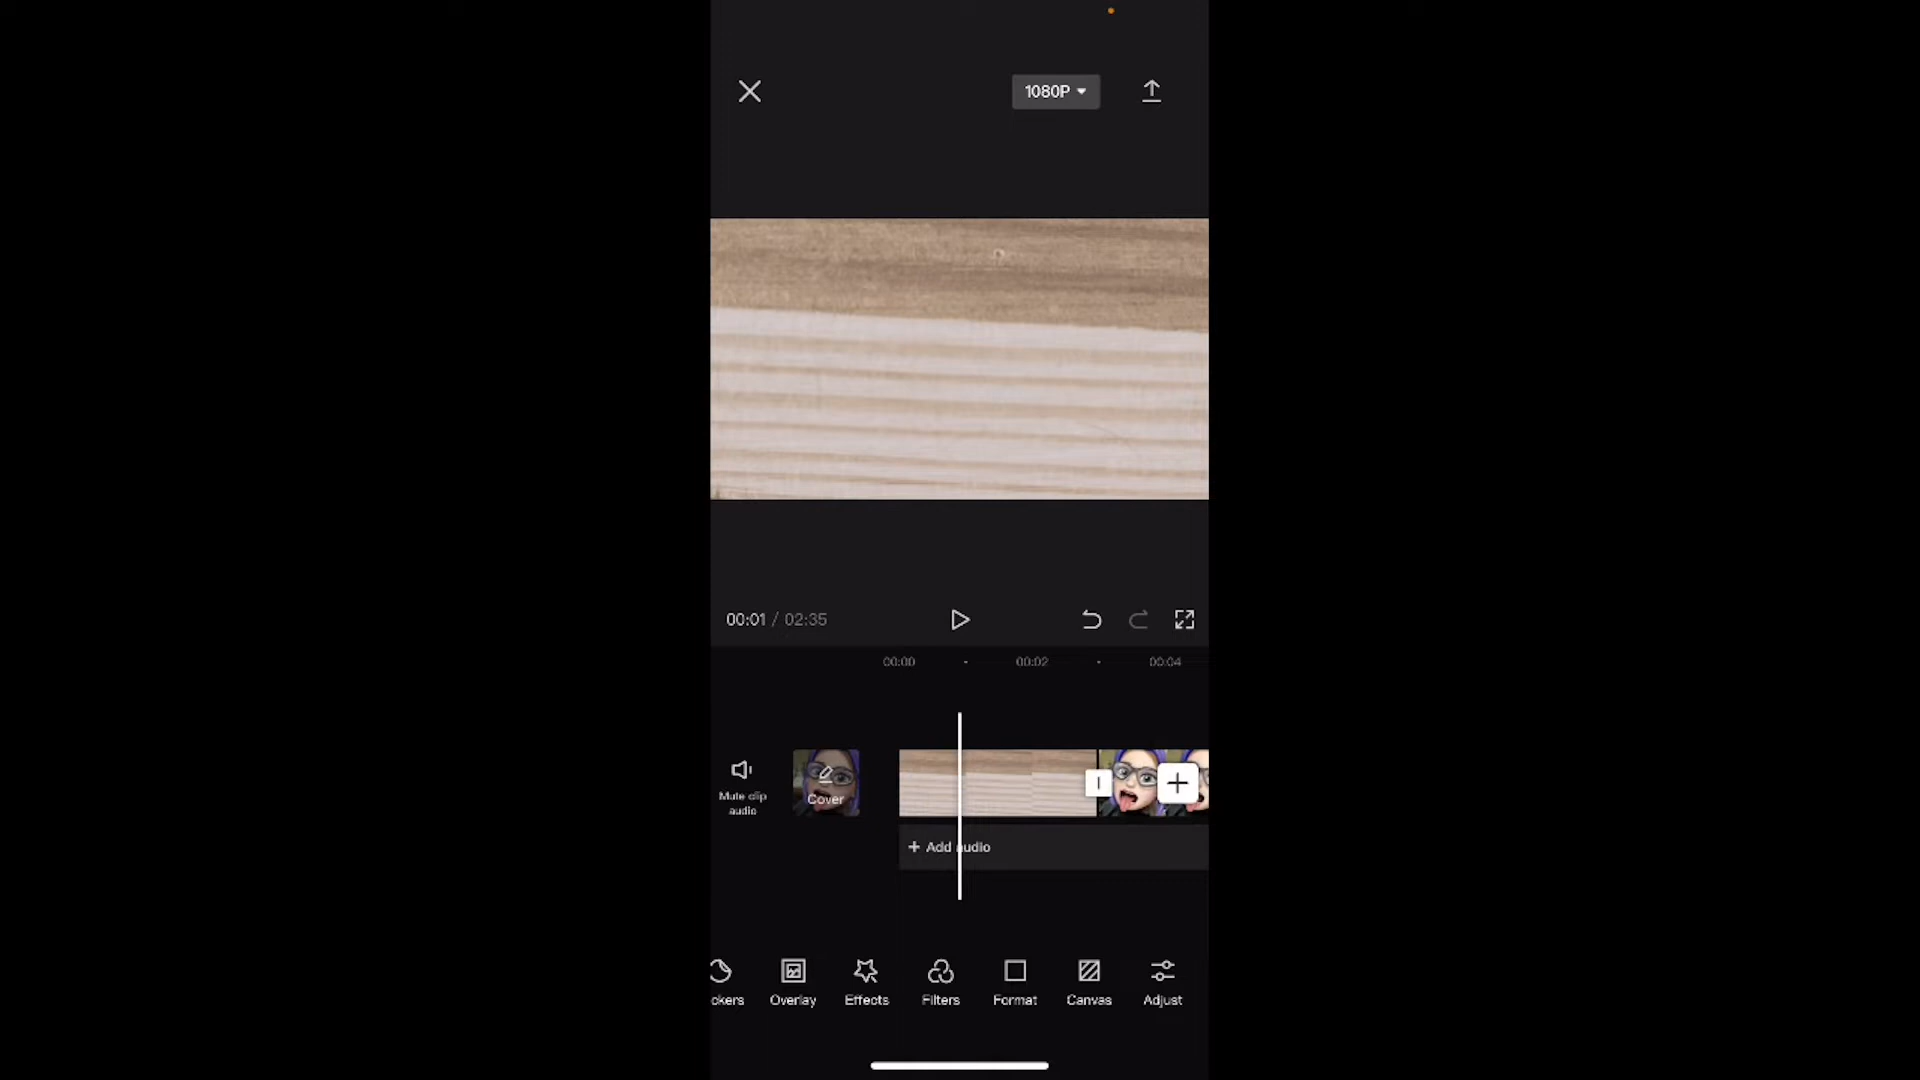 1080P
00:01 / 02:35
00:00
00:02
00:04
Mute clip
audio
Cover
+ Add audio
ckers
Overlay
Effects
Filters
Format
Canvas
Adjust